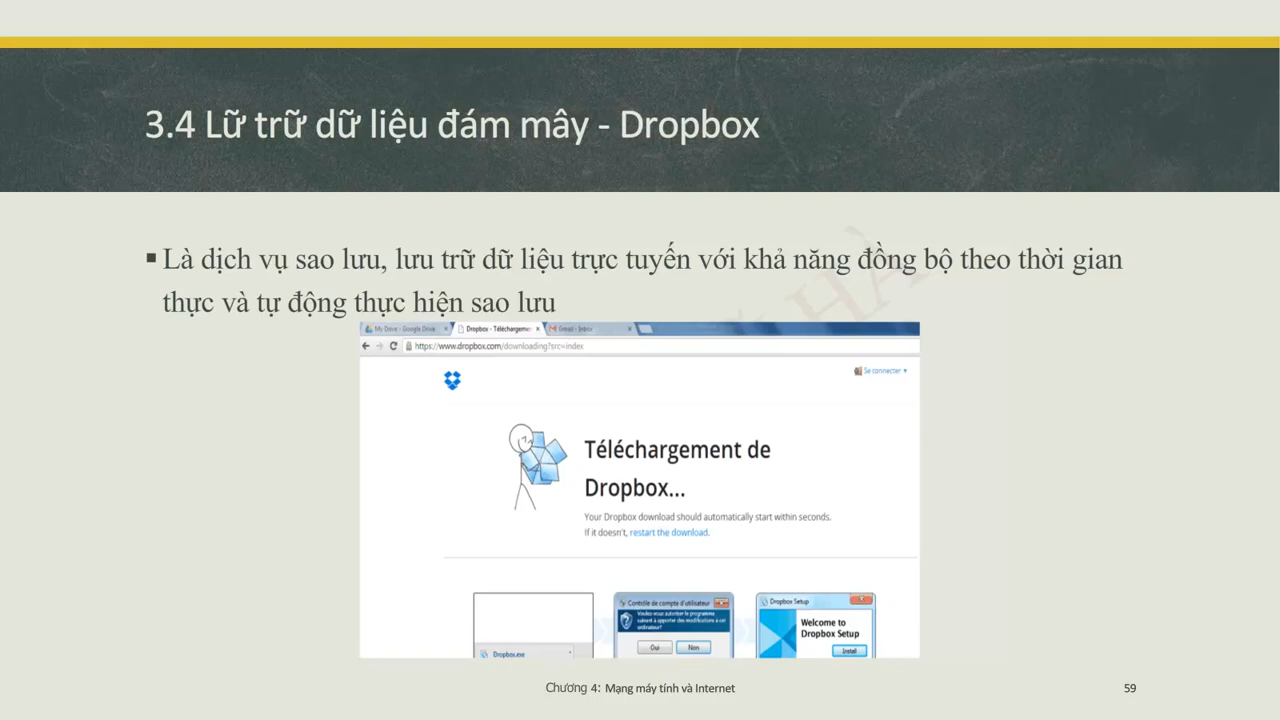 3.4 Lữ trữ dữ liệu đám mây - Dropbox
▪ Là dịch vụ sao lưu, lưu trữ dữ liệu trực tuyến với khả năng đồng bộ theo thời gian
thực và tự động thực hiện sao lưu
My Drive - Google Drive
Dropbox - Téléchargeme
Gmail - Inbox
https://www.dropbox.com/downloading?src=index
Se connecter
Téléchargement de
Dropbox...
Your Dropbox download should automatically start within seconds.
If it doesn't, restart the download.
Dropbox.exe
Contrôle de compte d'utilisateur
Voulez-vous autoriser le programme
suivant à apporter des modifications à cet
ordinateur?
Oui Non
Dropbox Setup
Welcome to
Dropbox Setup
Install
HÀ
Chương 4: Mạng máy tính và Internet
59